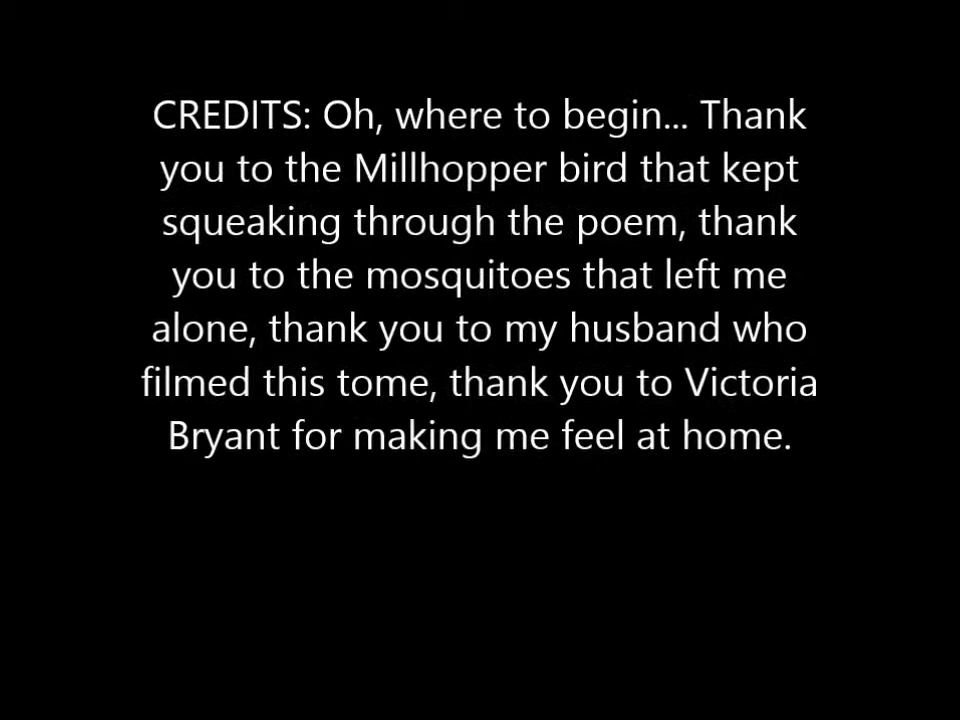 CREDITS: Oh, where to begin... Thank
you to the Millhopper bird that kept
squeaking through the poem, thank
you to the mosquitoes that left me
alone, thank you to my husband who
filmed this tome, thank you to Victoria
Bryant for making me feel at home.